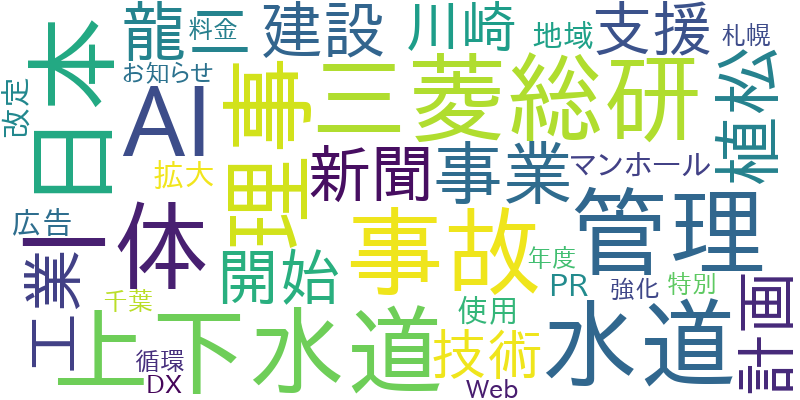 龍二
料金
建設
川崎
地域
支援
札幌
お知らせ
改定
日本
AI
理事
三菱総研
植松
拡大
新聞
事業
マンホール
広告
体
事故
管理
工業
開始
年度
PR
強化
特別
計画
千葉
上下水道
使用
水道
循環
技術
DX
Web